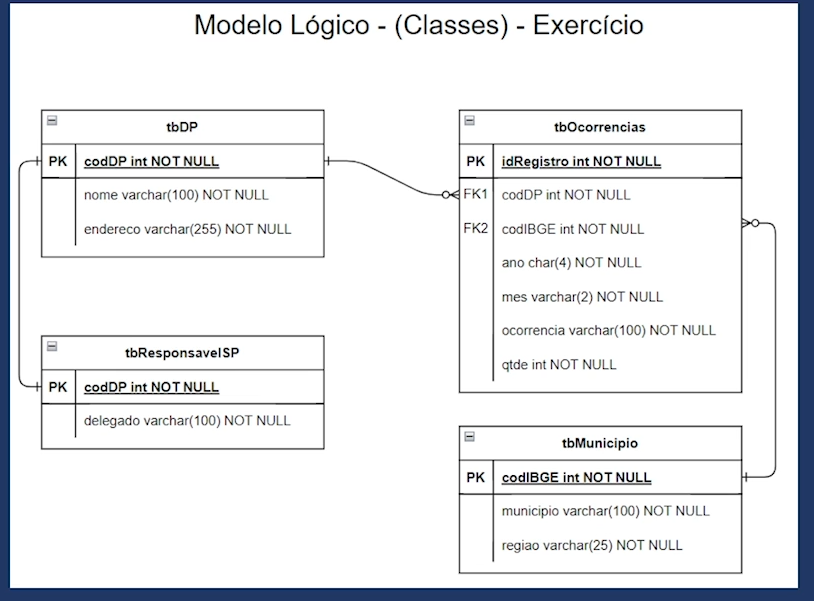 Modelo Lógico - (Classes) - Exercício
tbDP
PK codDP int NOT NULL
nome varchar(100) NOT NULL
endereco varchar(255) NOT NULL
tbResponsavelSP
PK codDP int NOT NULL
delegado varchar(100) NOT NULL
tbOcorrencias
PK idRegistro int NOT NULL
FK1 codDP int NOT NULL
FK2 codIBGE int NOT NULL
ano char(4) NOT NULL
mes varchar(2) NOT NULL
ocorrencia varchar(100) NOT NULL
qtde int NOT NULL
tbMunicipio
PK codIBGE int NOT NULL
municipio varchar(100) NOT NULL
regiao varchar(25) NOT NULL